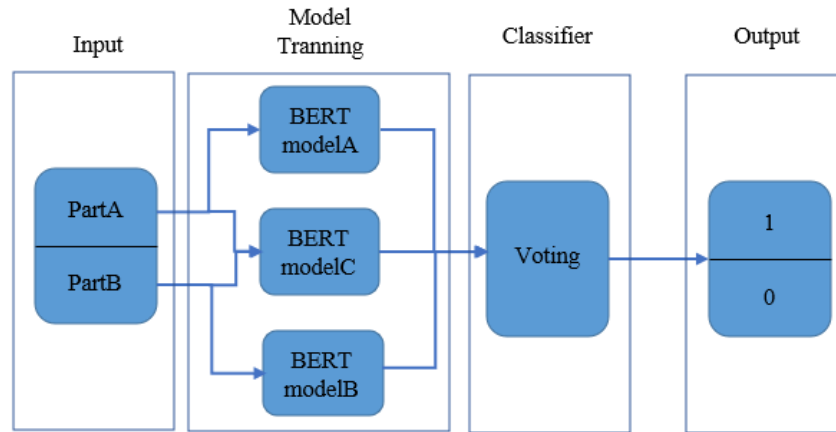 Input
Model
Tranning
Classifier
Output
PartA
PartB
BERT
modelA
BERT
modelC
BERT
modelB
Voting
1
0